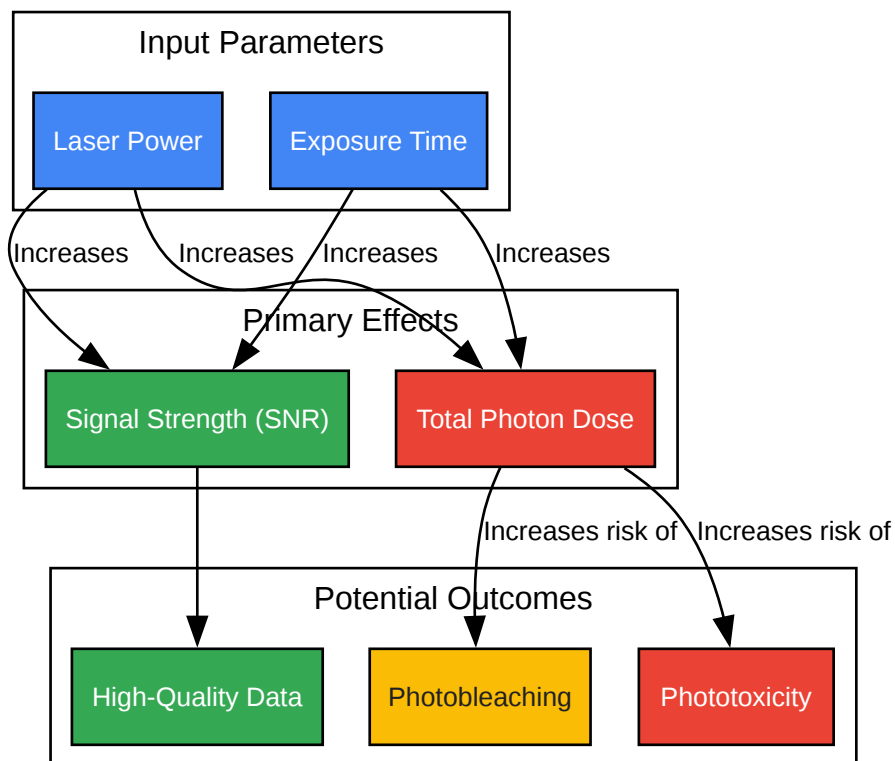 Input Parameters
Laser Power
Exposure Time
Increases
Increases
Increases
Increases
Primary Effects
Signal Strength (SNR)
Total Photon Dose
Increases risk of
Increases risk of
Potential Outcomes
High-Quality Data
Photobleaching
Phototoxicity